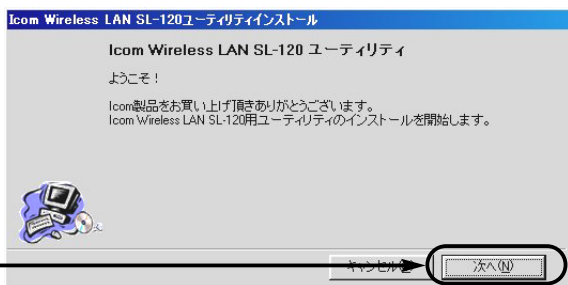 Icom Wireless LAN SL-120ユーティリティインストール
Icom Wireless LAN SL-120 ユーティリティ
ようこそ！
Icom製品をお買い上げ頂きありがとうございます。
Icom Wireless LAN SL-120用ユーティリティのインストールを開始します。
キャンセル
次へ(N)